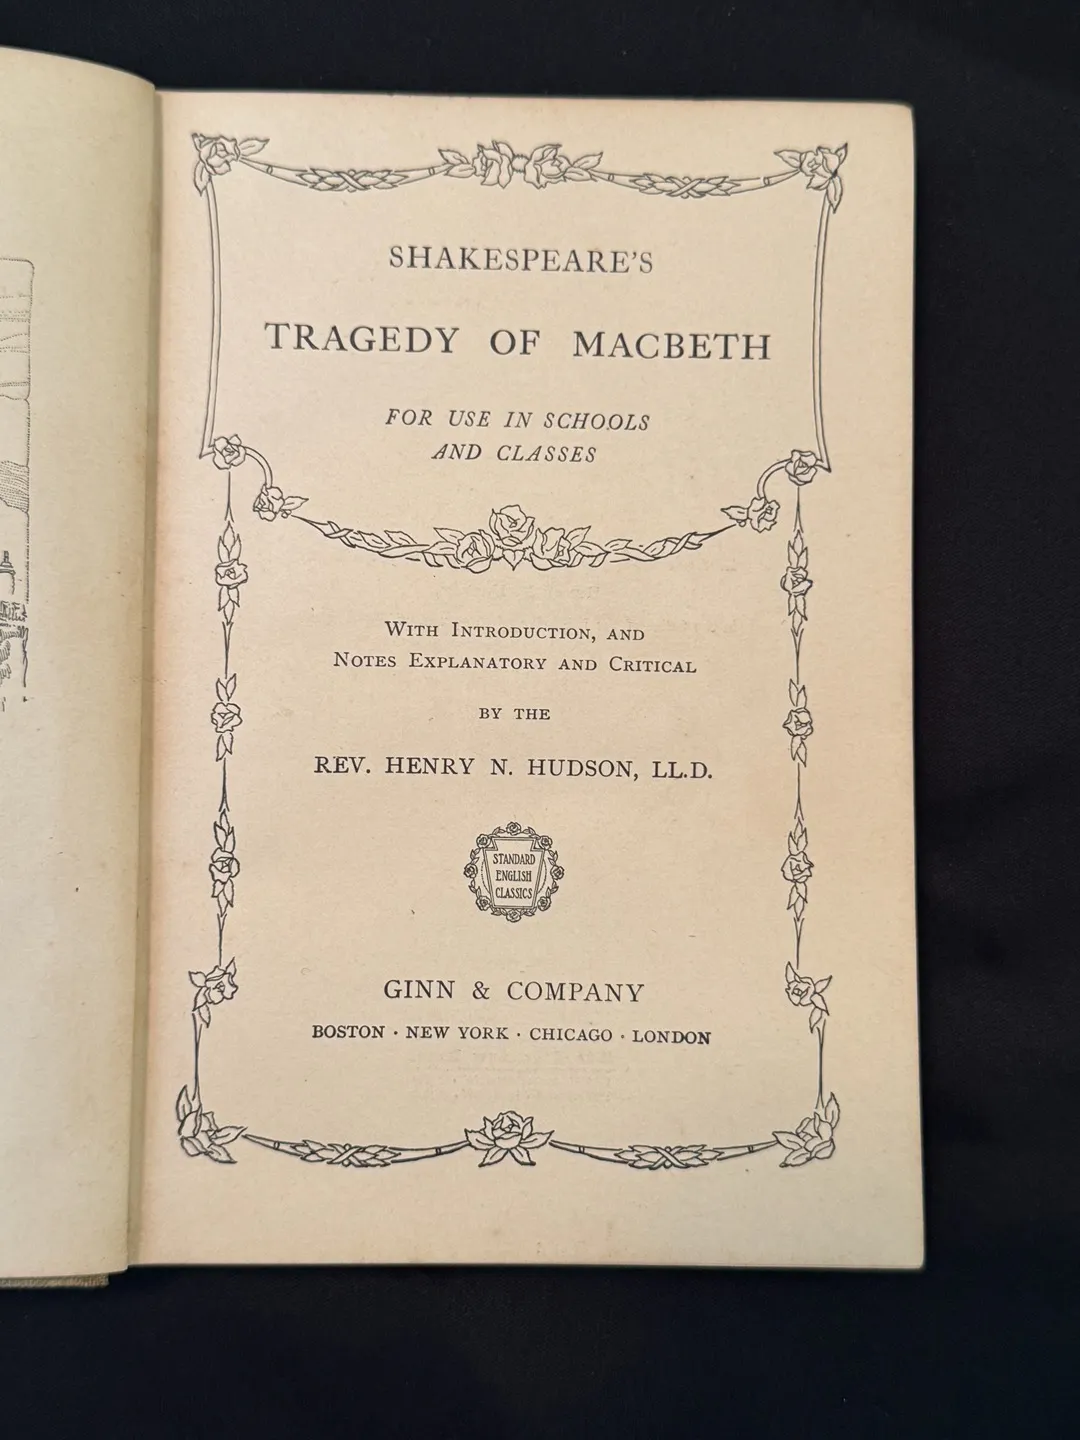 SHAKESPEARE'S
TRAGEDY OF MACBETH
FOR USE IN SCHOOLS
AND CLASSES
WITH INTRODUCTION, AND
NOTES EXPLANATORY AND CRITICAL
BY THE
REV. HENRY N. HUDSON, LL.D.
STANDARD
ENGLISH
CLASSICS
GINN & COMPANY
BOSTON · NEW YORK · CHICAGO · LONDON